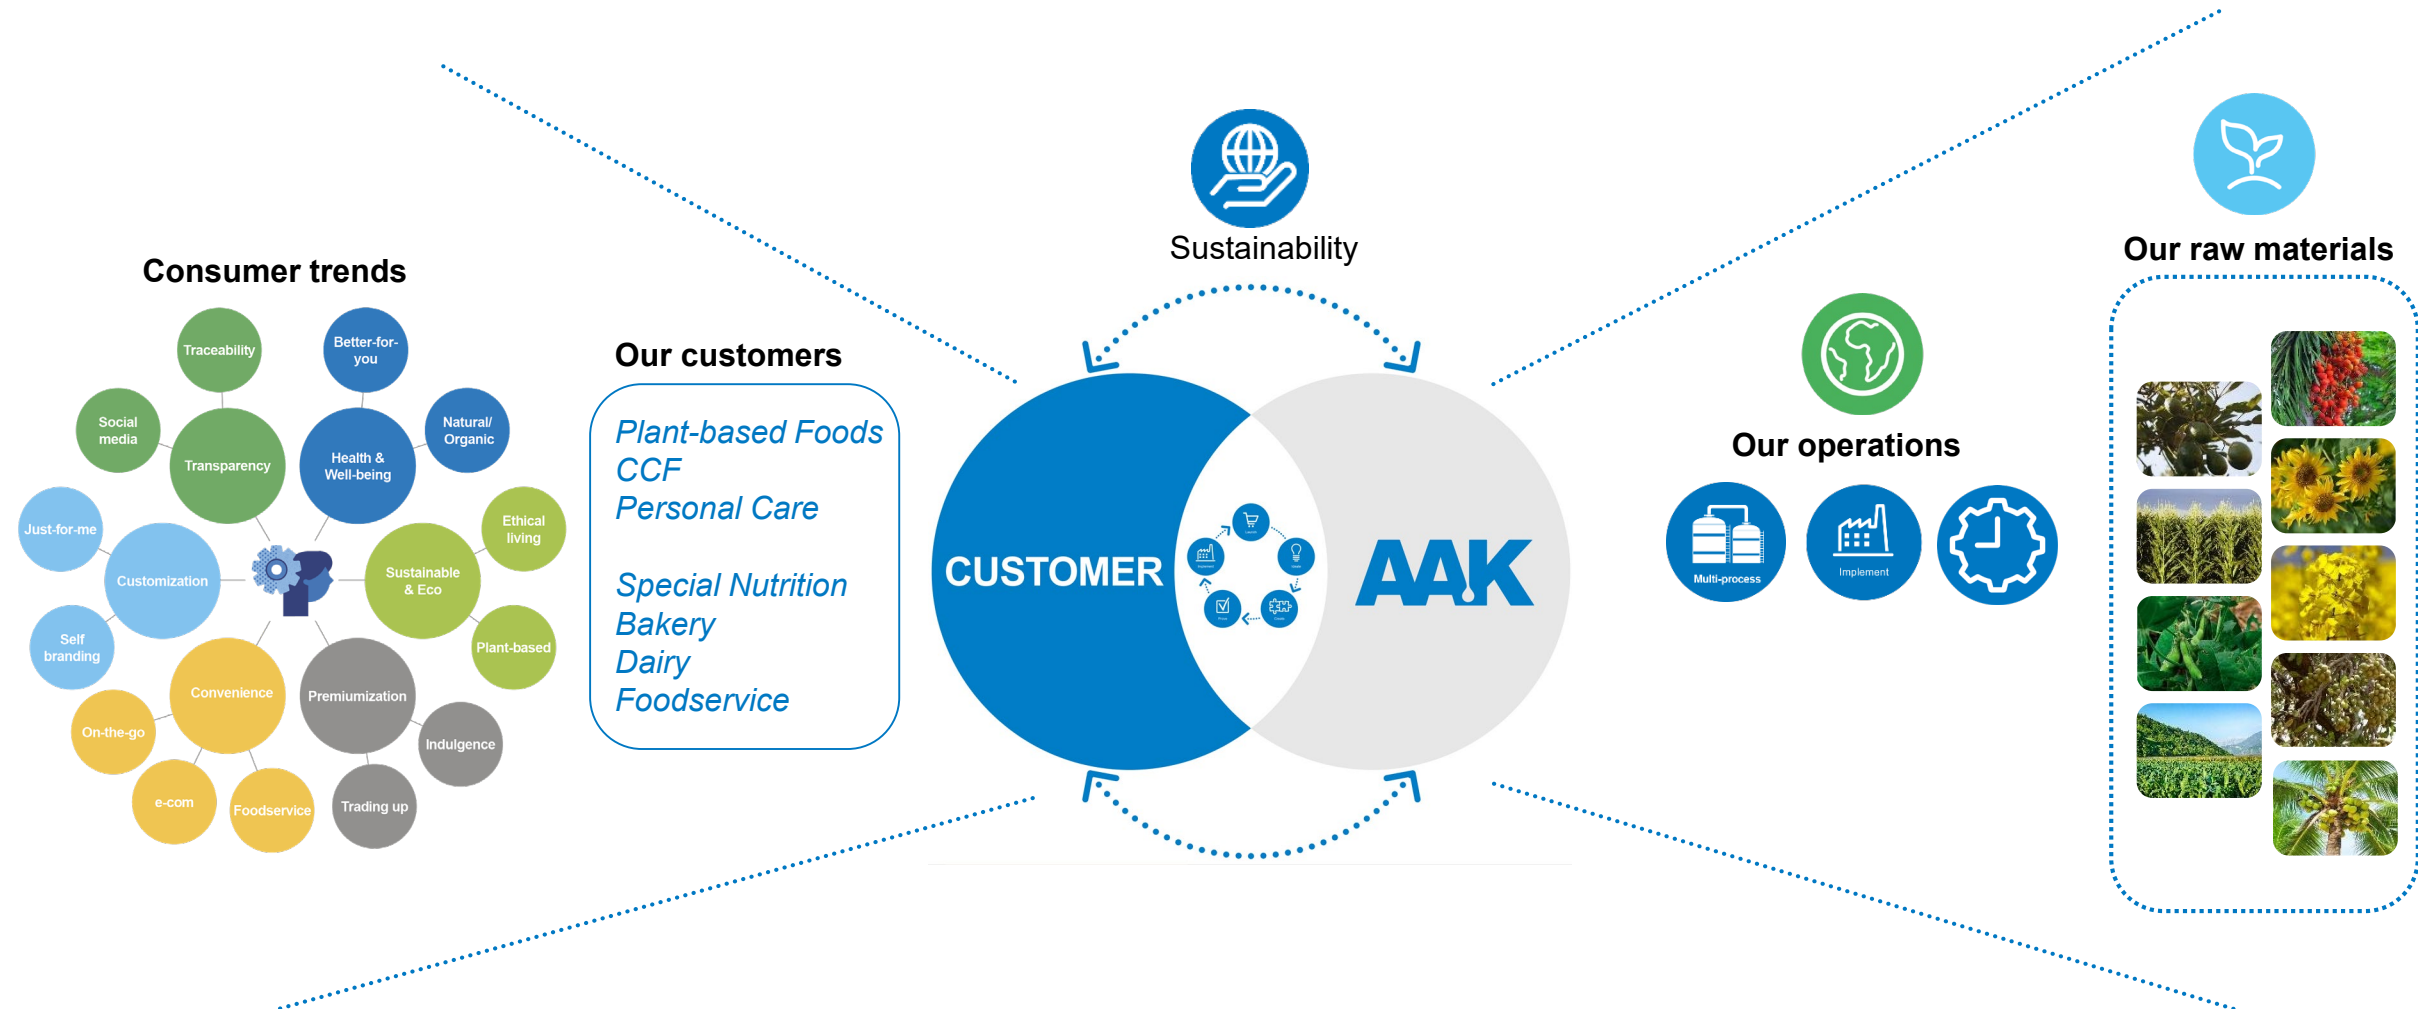 Sustainability
Our raw materials
Consumer trends
Traceability
Better-for-
you
Social
media
Natural/
Organic
Transparency
Health &
Well-being
Just-for-me
Ethical
living
Customization
Sustainable
& Eco
Self
branding
Plant-based
Convenience
Premiumization
On-the-go
Indulgence
e-com
Foodservice
Trading up
Our customers
Plant-based Foods
CCF
Personal Care
Special Nutrition
Bakery
Dairy
Foodservice
CUSTOMER
AAK
Our operations
Multi-process
Implement